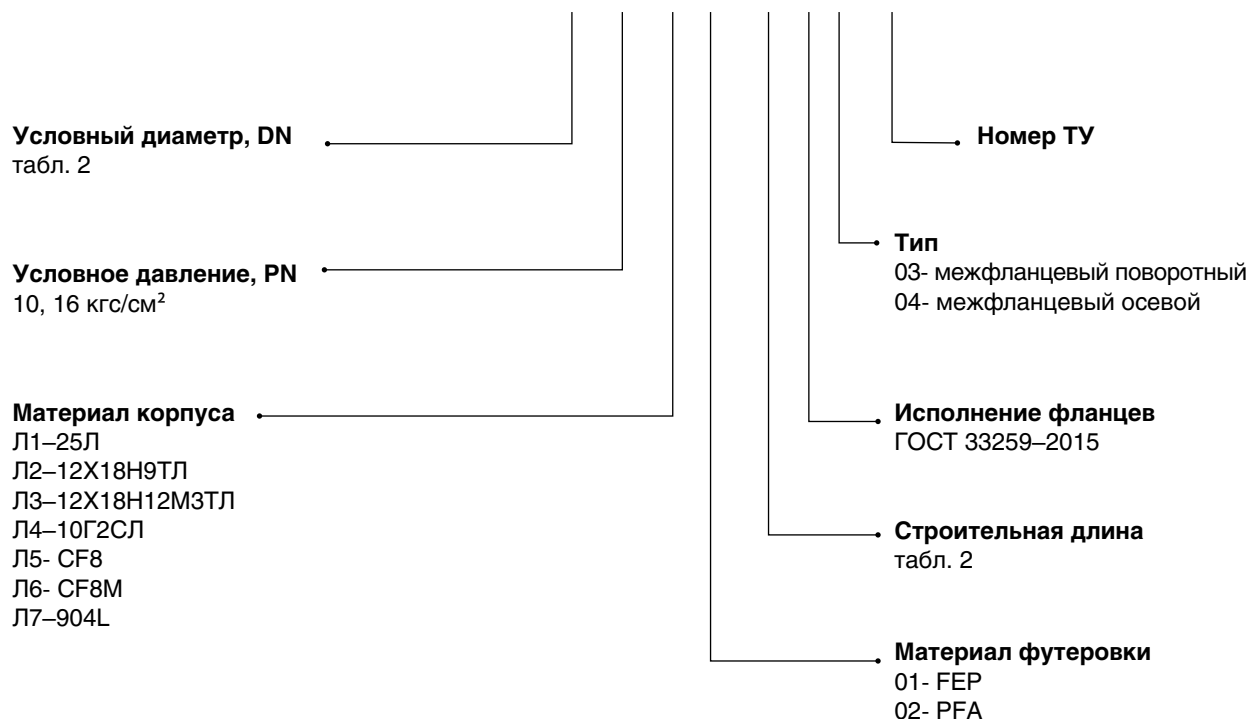 Условный диаметр, DN
табл. 2
Условное давление, PN
10, 16 кгс/см²
Материал корпуса
Л1–25Л
Л2–12Х18Н9ТЛ
Л3–12Х18Н12М3ТЛ
Л4–10Г2СЛ
Л5- CF8
Л6- CF8M
Л7–904L
Номер ТУ
Тип
03- межфланцевый поворотный
04- межфланцевый осевой
Исполнение фланцев
ГОСТ 33259–2015
Строительная длина
табл. 2
Материал футеровки
01- FEP
02- PFA